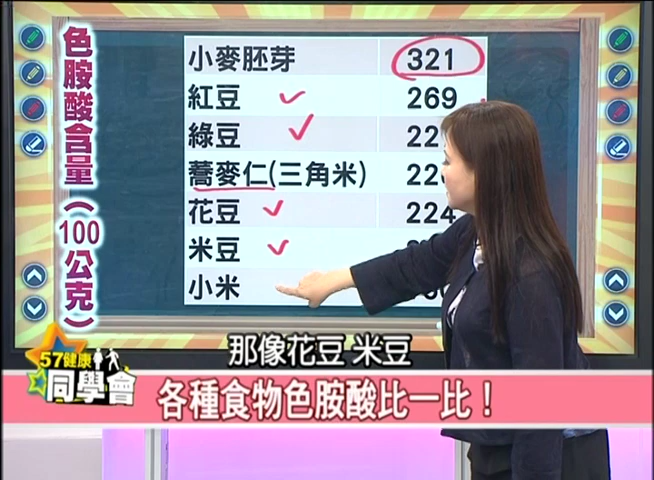 色胺酸含量(100公克)
小麥胚芽 321
紅豆 269
綠豆
蕎麥仁(三角米)
花豆 224
米豆
小米
那像花豆 米豆
57健康
同學會
各種食物色胺酸比一比！